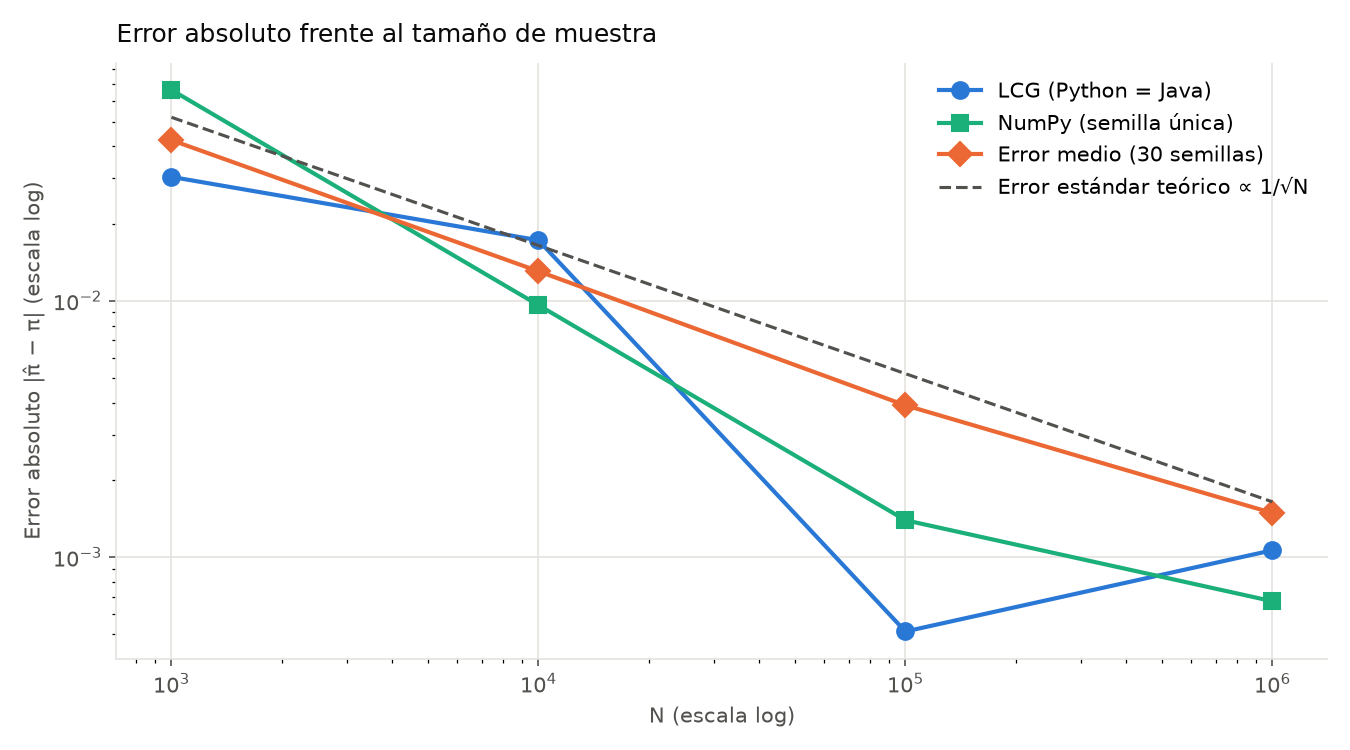 Error absoluto frente al tamaño de muestra
LCG (Python = Java)
NumPy (semilla única)
Error medio (30 semillas)
Error estándar teórico ∝ 1/√N
Error absoluto |π̂ − π| (escala log)
10⁻²
10⁻³
10³ 10⁴ 10⁵ 10⁶
N (escala log)